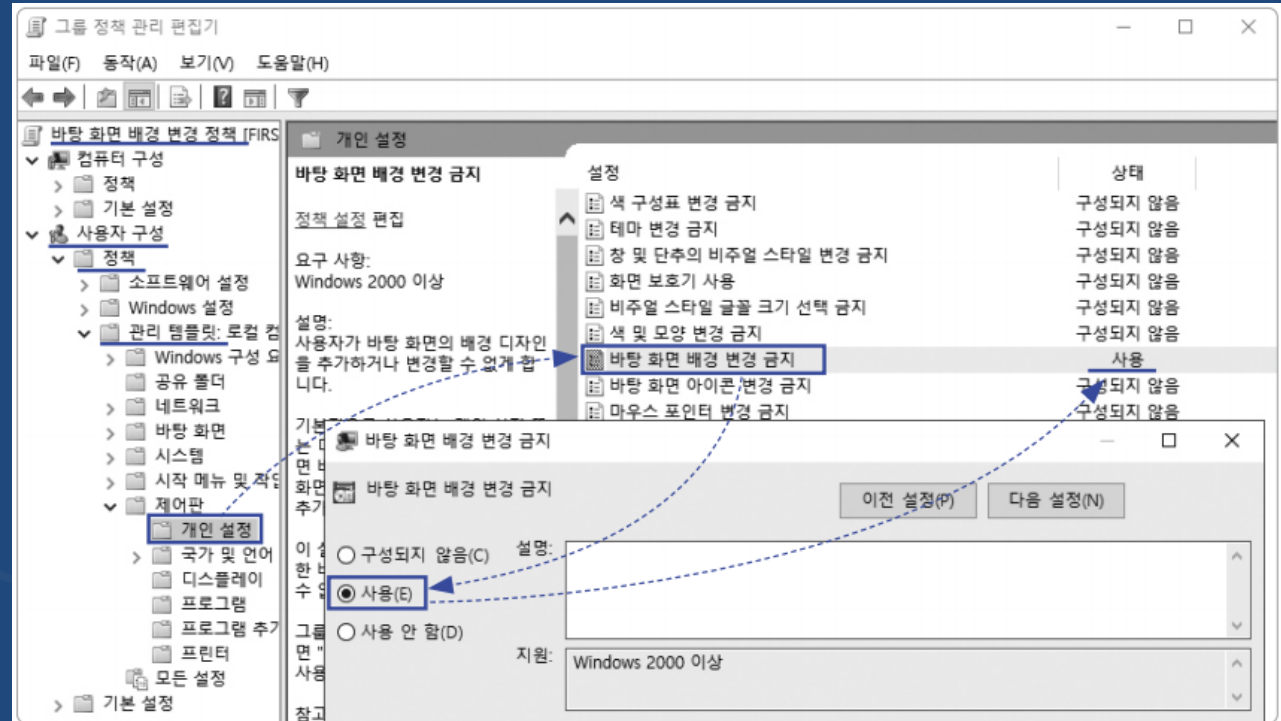 그룹 정책 관리 편집기
파일(F) 동작(A) 보기(V) 도움말(H)
바탕 화면 배경 변경 정책 [FIRS
컴퓨터 구성
정책
기본 설정
사용자 구성
정책
소프트웨어 설정
Windows 설정
관리 템플릿: 로컬 컴
Windows 구성 요
공유 폴더
네트워크
바탕 화면
시스템
시작 메뉴 및 작업
제어판
개인 설정
국가 및 언어
디스플레이
프로그램
프로그램 추가
프린터
모든 설정
기본 설정
개인 설정
바탕 화면 배경 변경 금지
정책 설정 편집
요구 사항:
Windows 2000 이상
설명:
사용자가 바탕 화면의 배경 디자인
을 추가하거나 변경할 수 없게 합
니다.
설정 상태
색 구성표 변경 금지 구성되지 않음
테마 변경 금지 구성되지 않음
창 및 단추의 비주얼 스타일 변경 금지 구성되지 않음
화면 보호기 사용 구성되지 않음
비주얼 스타일 글꼴 크기 선택 금지 구성되지 않음
색 및 모양 변경 금지 구성되지 않음
바탕 화면 배경 변경 금지 사용
바탕 화면 아이콘 변경 금지 구성되지 않음
마우스 포인터 변경 금지 구성되지 않음
바탕 화면 배경 변경 금지
바탕 화면 배경 변경 금지
이전 설정(P) 다음 설정(N)
구성되지 않음(C) 설명:
사용(E)
사용 안 함(D)
지원: Windows 2000 이상
참고